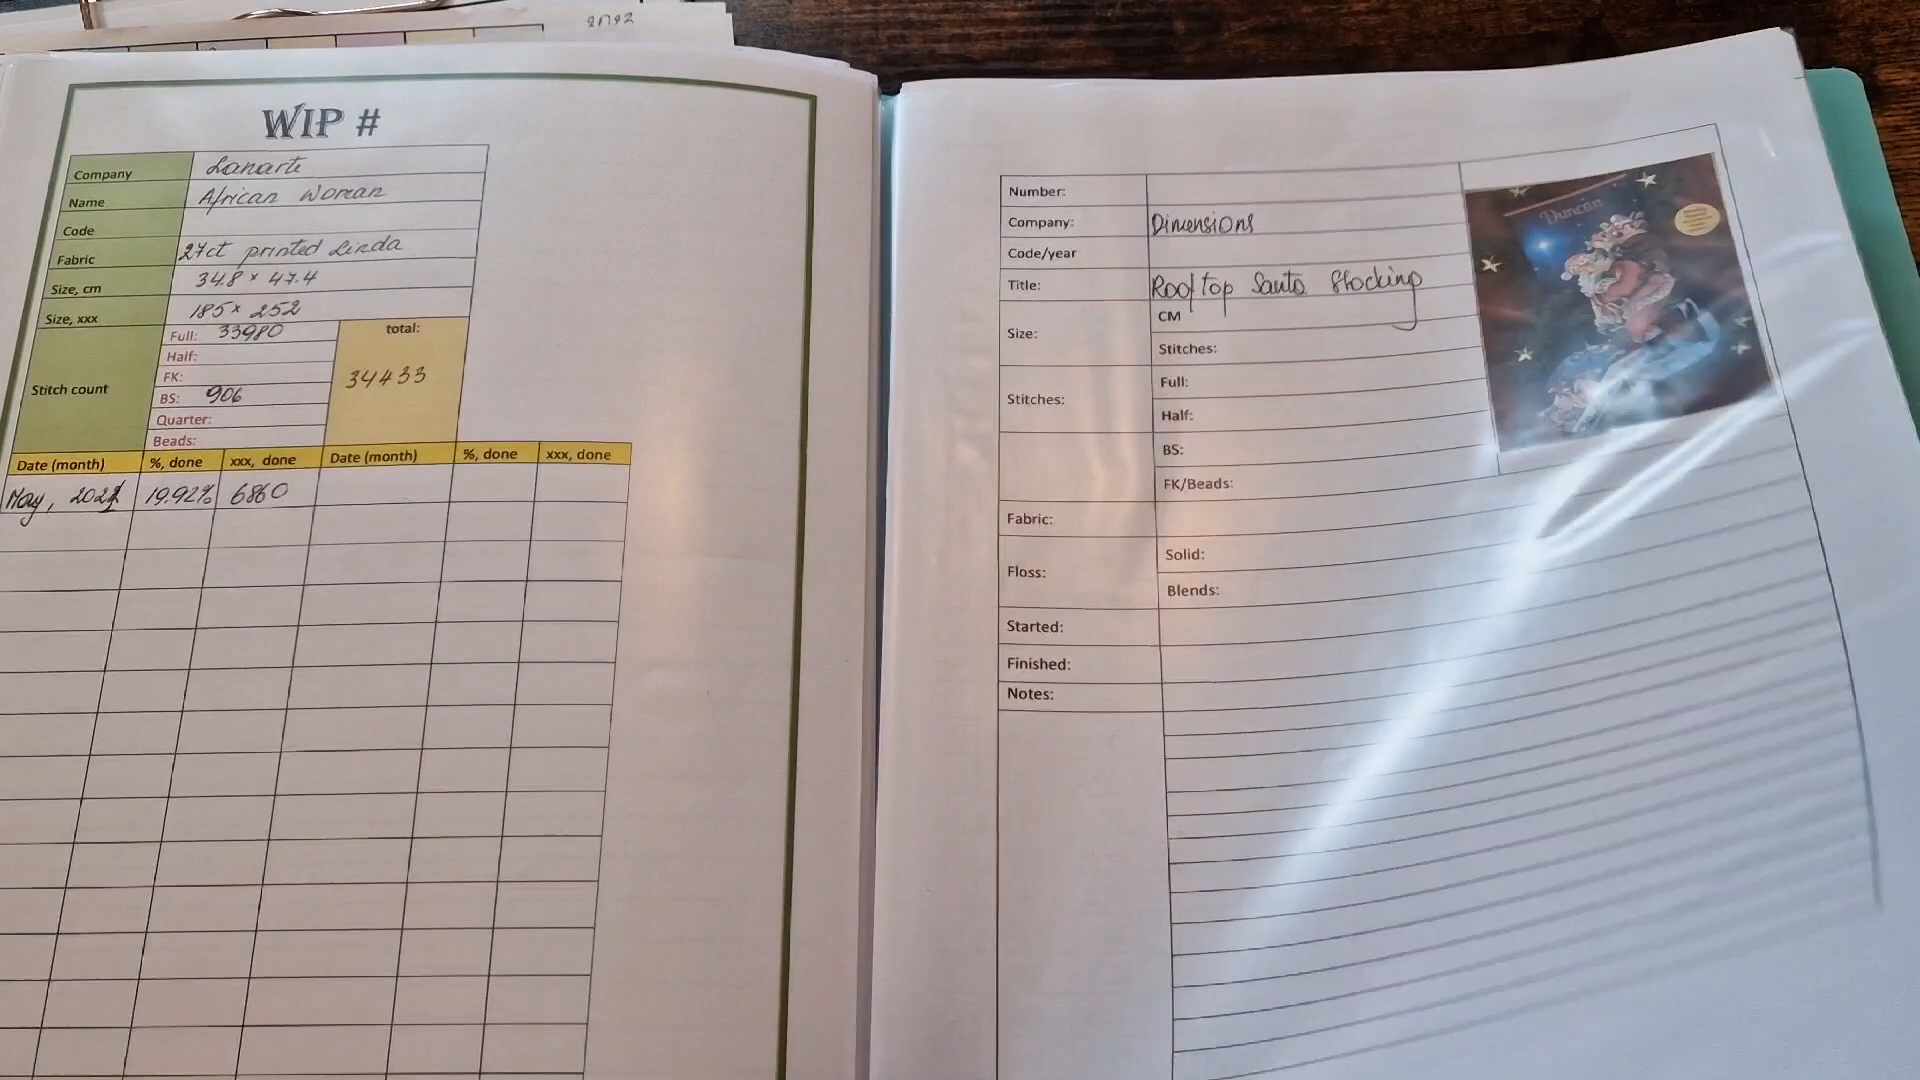 WIP #
Company Lanarte
Name African Woman
Code
Fabric 27ct printed Linda
Size, cm 34.8 x 47.4
Size, xxx 185 x 252
Stitch count
Full: 33980
Half:
FK:
BS: 906
Quarter:
Beads:
total:
34433
Date (month) %, done xxx, done Date (month) %, done xxx, done
May, 2021 19.92% 6860
Number:
Company: Dimensions
Code/year
Title: Rooftop Santa Stocking
Size: CM
Stitches:
Stitches: Full:
Half:
BS:
FK/Beads:
Fabric:
Floss: Solid:
Blends:
Started:
Finished:
Notes:
Duncan